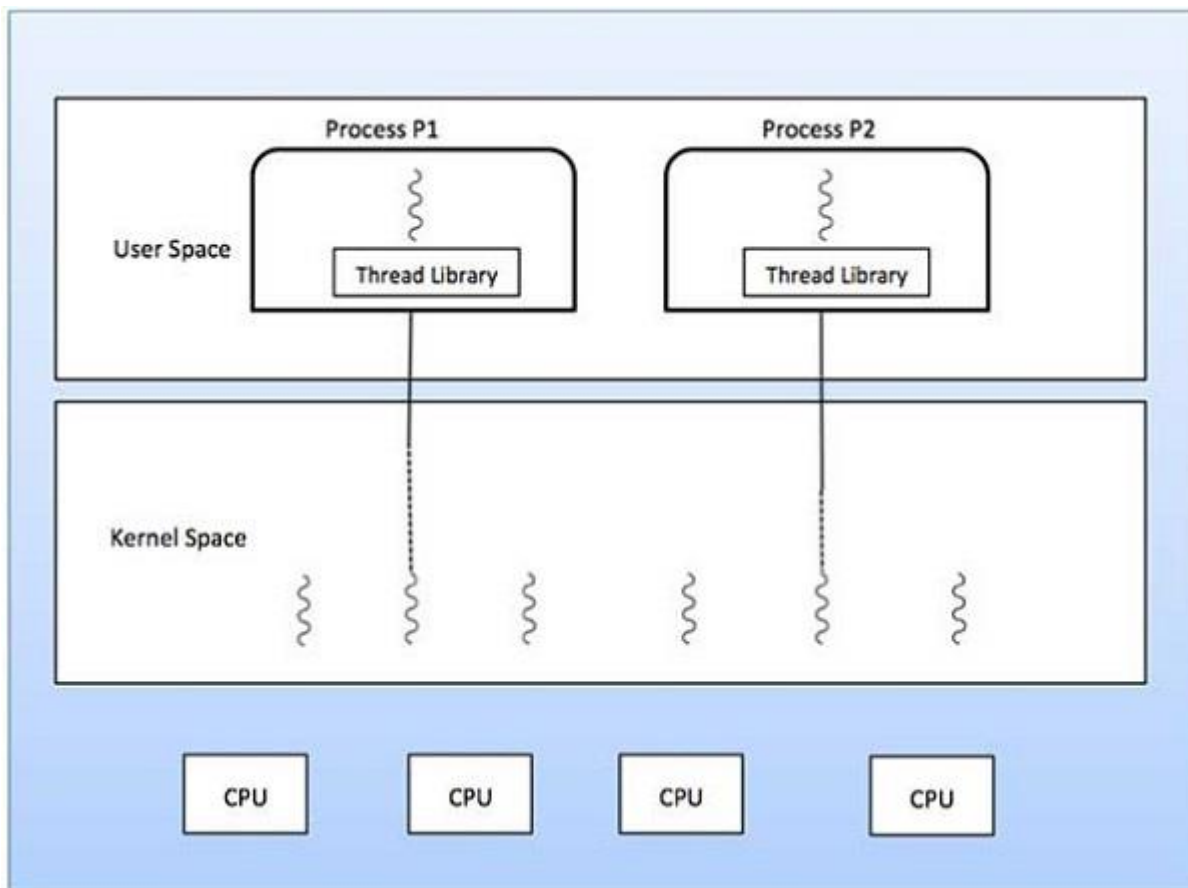 Process P1
Process P2
User Space
Thread Library
Thread Library
Kernel Space
CPU
CPU
CPU
CPU